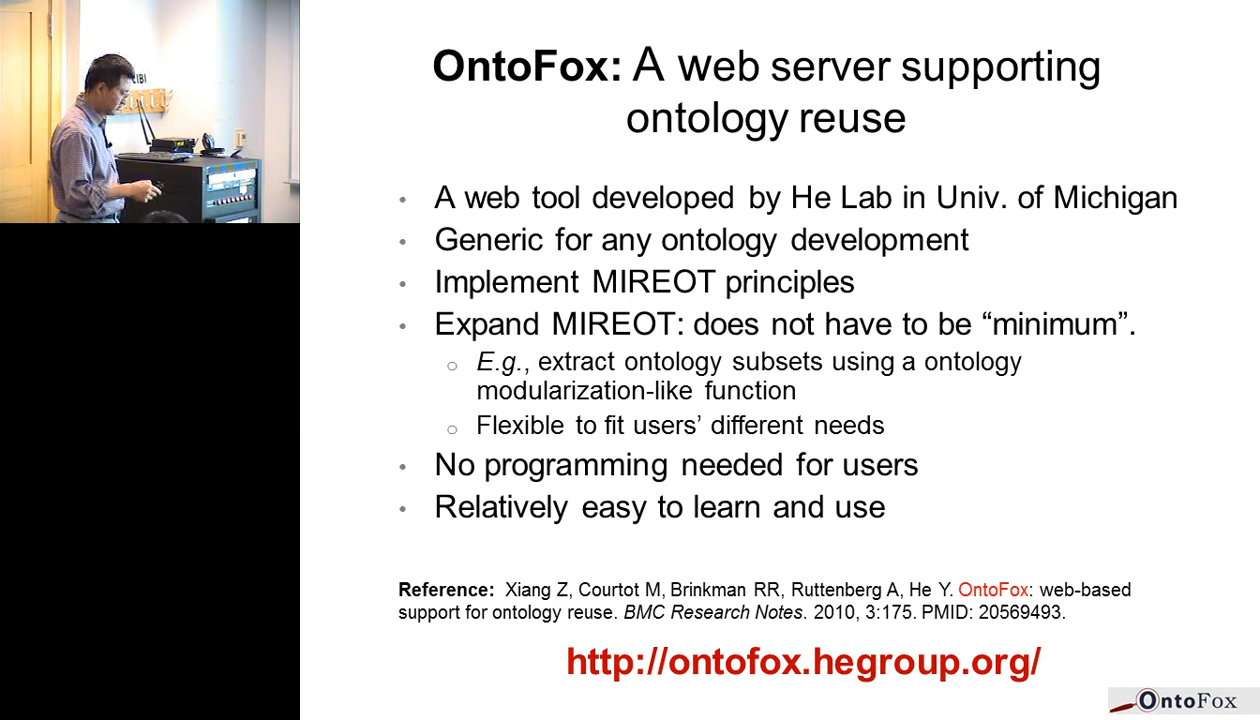 OntoFox: A web server supporting
ontology reuse
• A web tool developed by He Lab in Univ. of Michigan
• Generic for any ontology development
• Implement MIREOT principles
• Expand MIREOT: does not have to be “minimum”.
○ E.g., extract ontology subsets using a ontology
modularization-like function
○ Flexible to fit users’ different needs
• No programming needed for users
• Relatively easy to learn and use
Reference: Xiang Z, Courtot M, Brinkman RR, Ruttenberg A, He Y. OntoFox: web-based
support for ontology reuse. BMC Research Notes. 2010, 3:175. PMID: 20569493.
http://ontofox.hegroup.org/
OntoFox